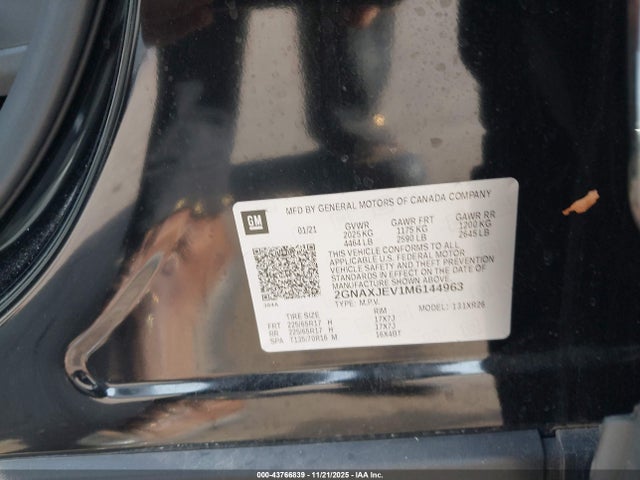 GM
MFD BY GENERAL MOTORS OF CANADA COMPANY
01/21 GVWR GAWR FRT GAWR RR
2025 KG 1175 KG 1200 KG
4464 LB 2590 LB 2645 LB
THIS VEHICLE CONFORMS TO ALL
APPLICABLE U.S. FEDERAL MOTOR
VEHICLE SAFETY AND THEFT PREVENTION
STANDARDS IN EFFECT ON THE DATE OF
MANUFACTURE SHOWN ABOVE
2GNAXJEV1M6144963
TYPE: M.P.V. MODEL: 131XR26
TIRE SIZE RIM
FRT 225/65R17 H 17X7J
RR 225/65R17 H 17X7J
SPA T135/70R16 M 16X4BT
000-43766839 - 11/21/2025 - IAA Inc.